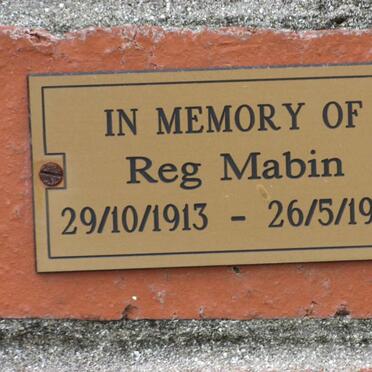 IN MEMORY OF
Reg Mabin
29/10/1913 - 26/5/19